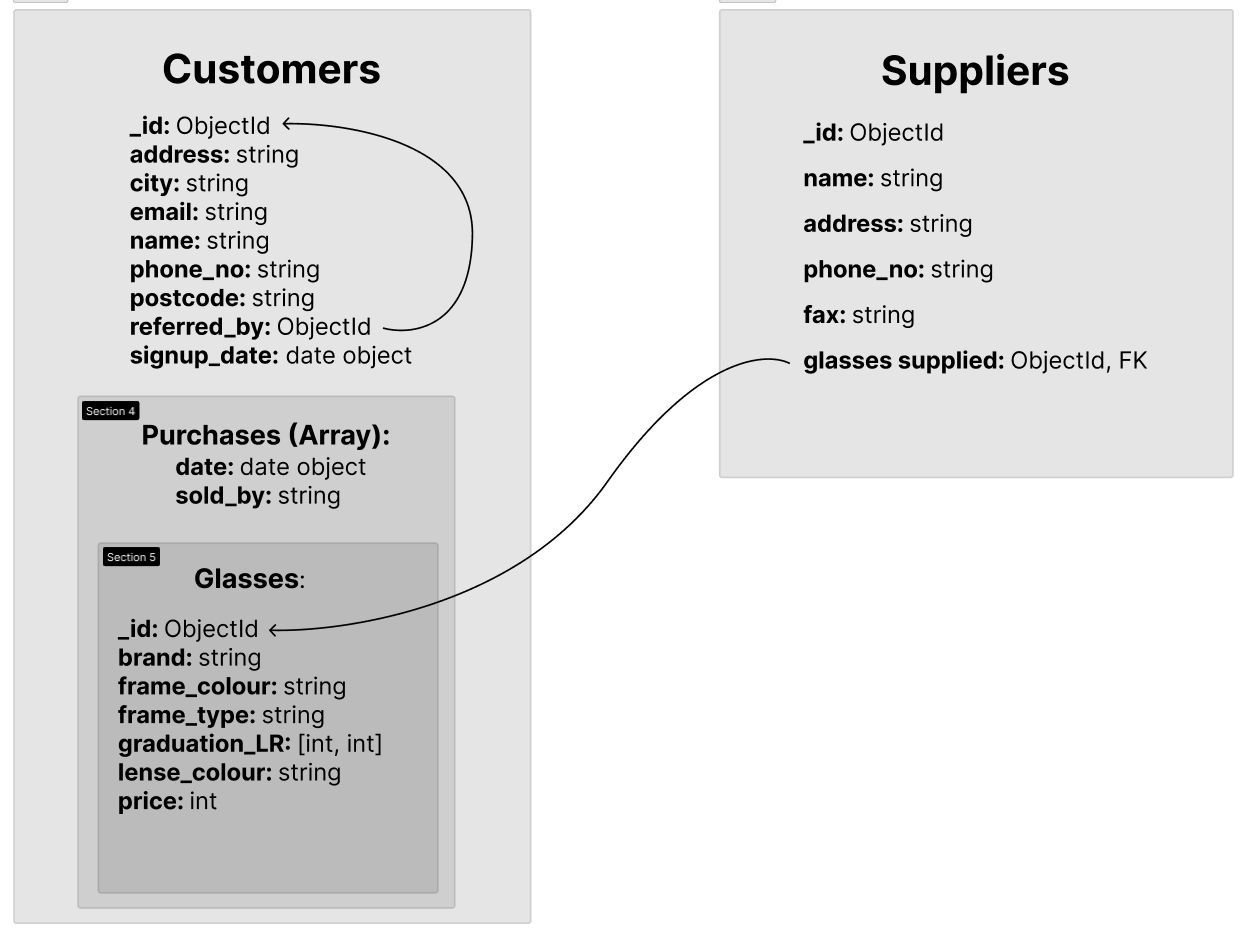 Customers
_id: ObjectId
address: string
city: string
email: string
name: string
phone_no: string
postcode: string
referred_by: ObjectId
signup_date: date object
Section 4
Purchases (Array):
date: date object
sold_by: string
Section 5
Glasses:
_id: ObjectId
brand: string
frame_colour: string
frame_type: string
graduation_LR: [int, int]
lense_colour: string
price: int
Suppliers
_id: ObjectId
name: string
address: string
phone_no: string
fax: string
glasses supplied: ObjectId, FK